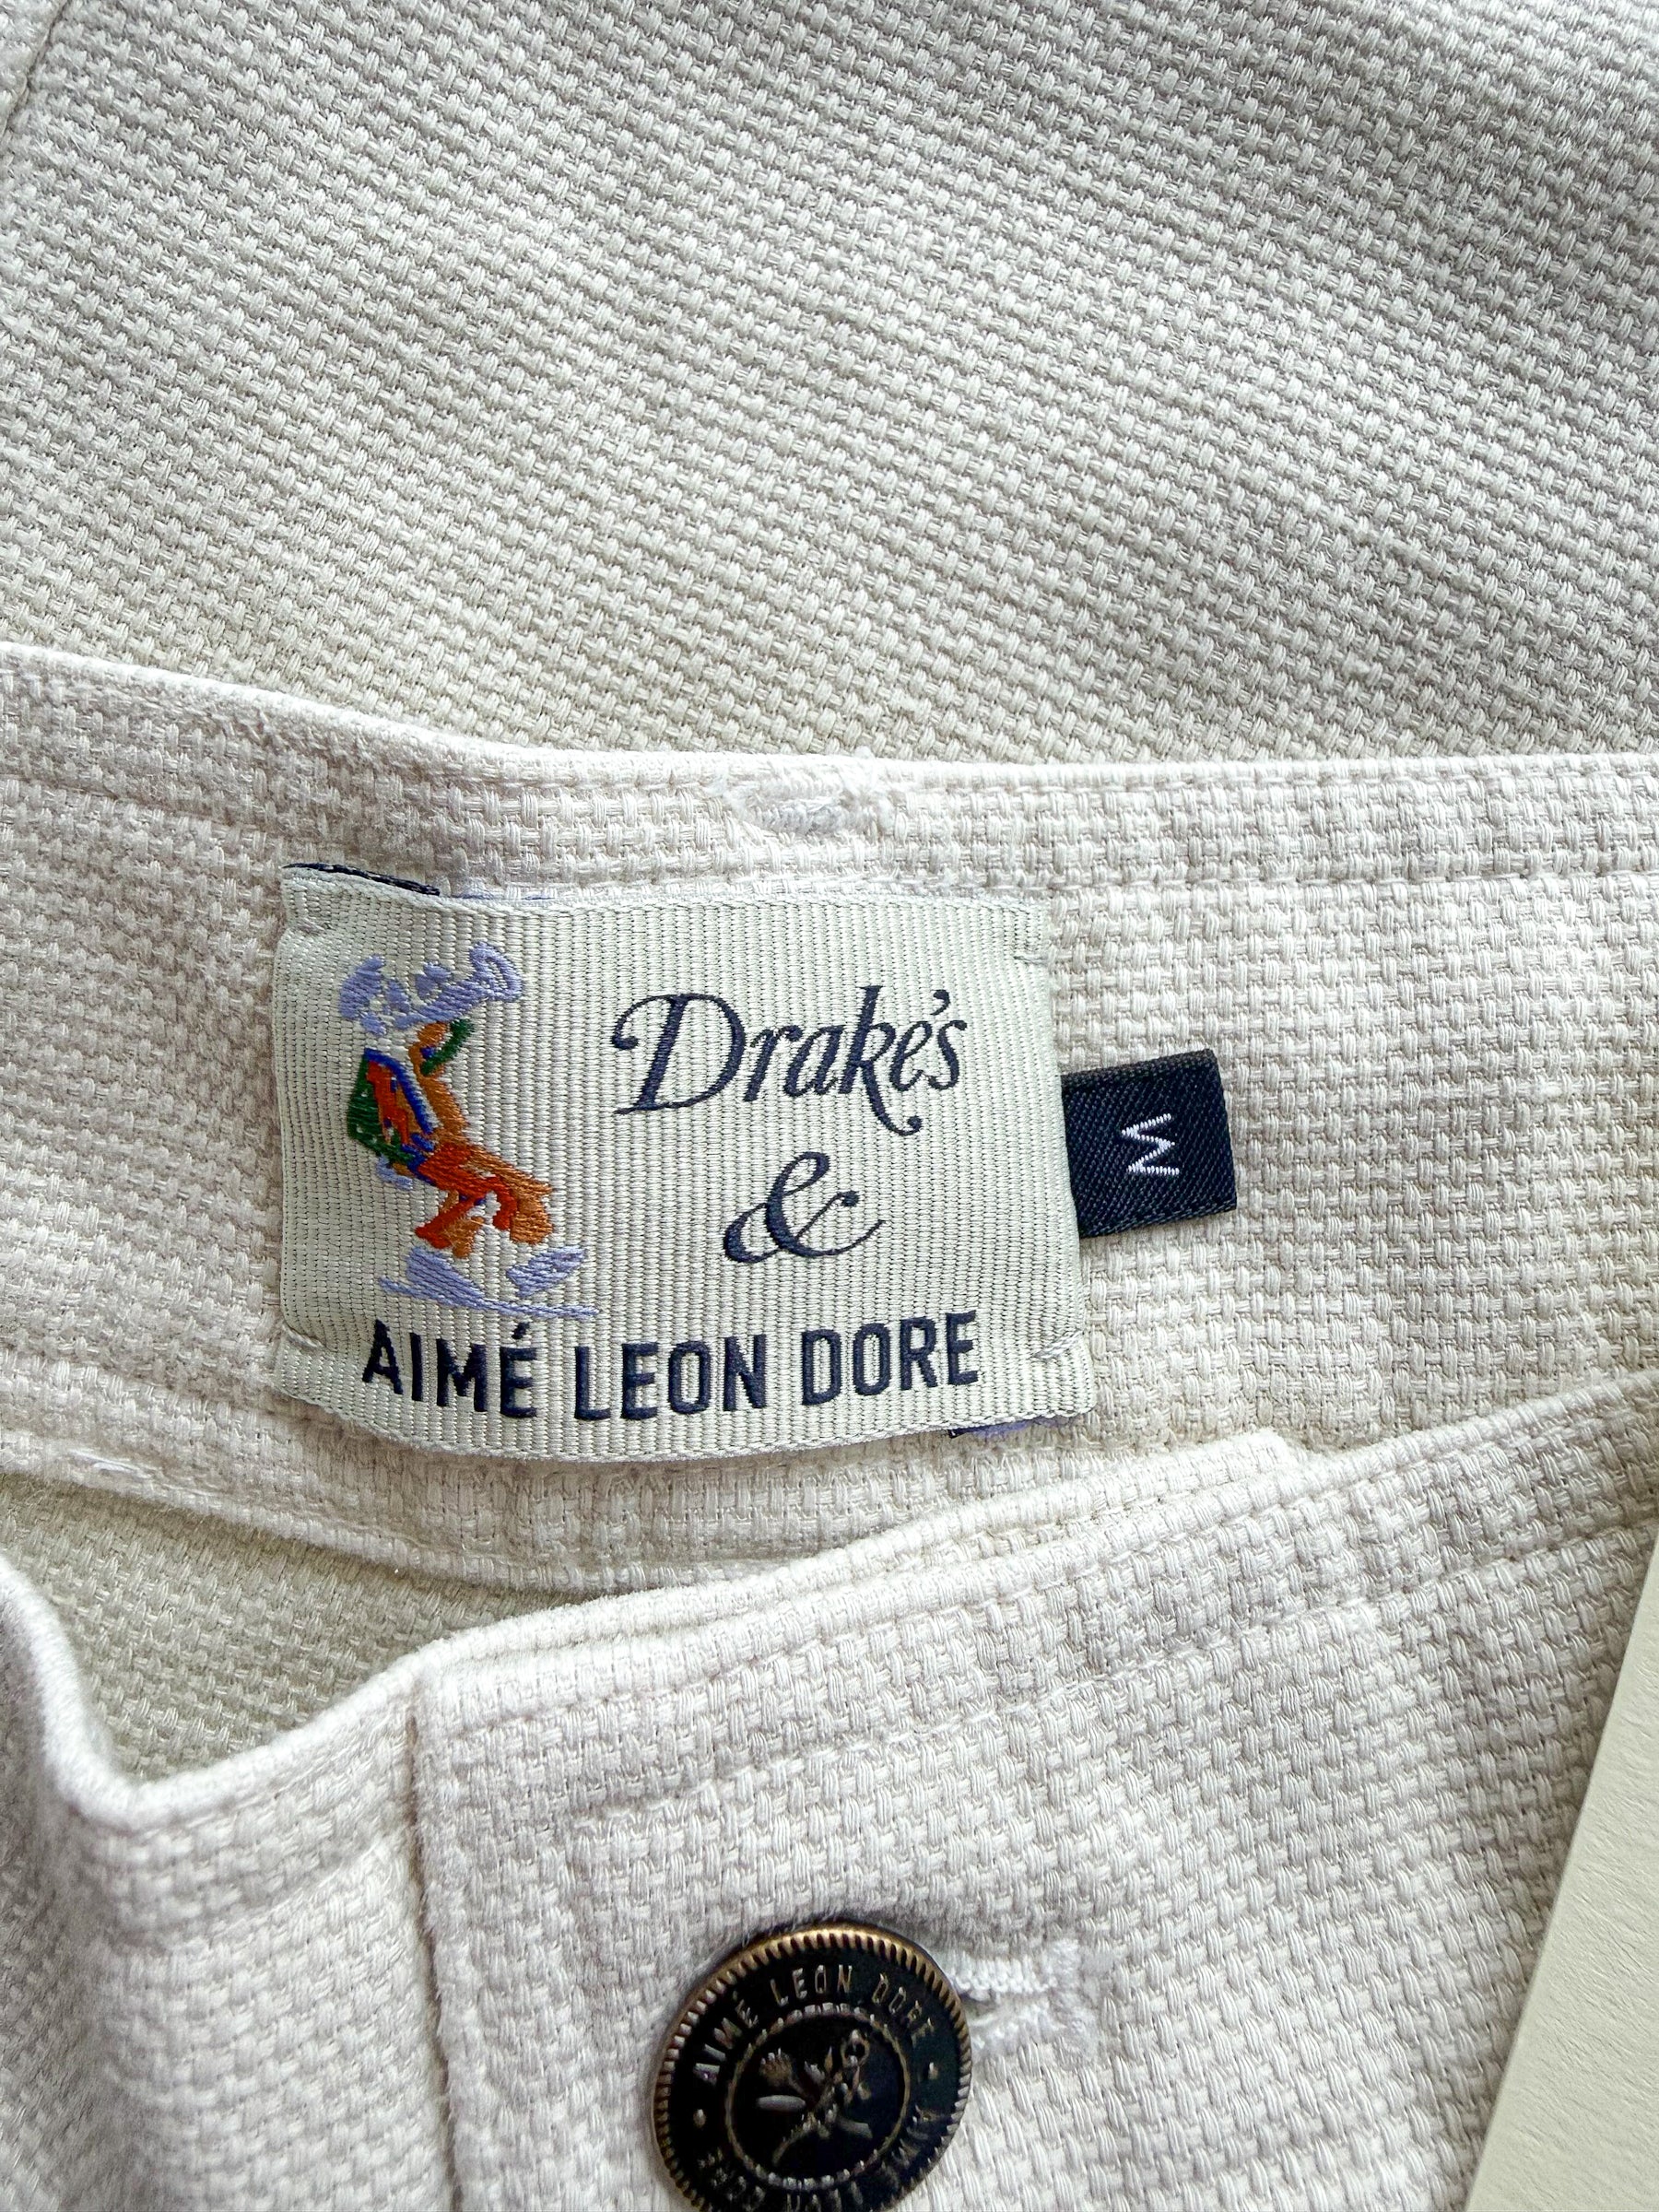 Drake's
&
AIMÉ LEON DORE
M
AIMÉ LEON DORE